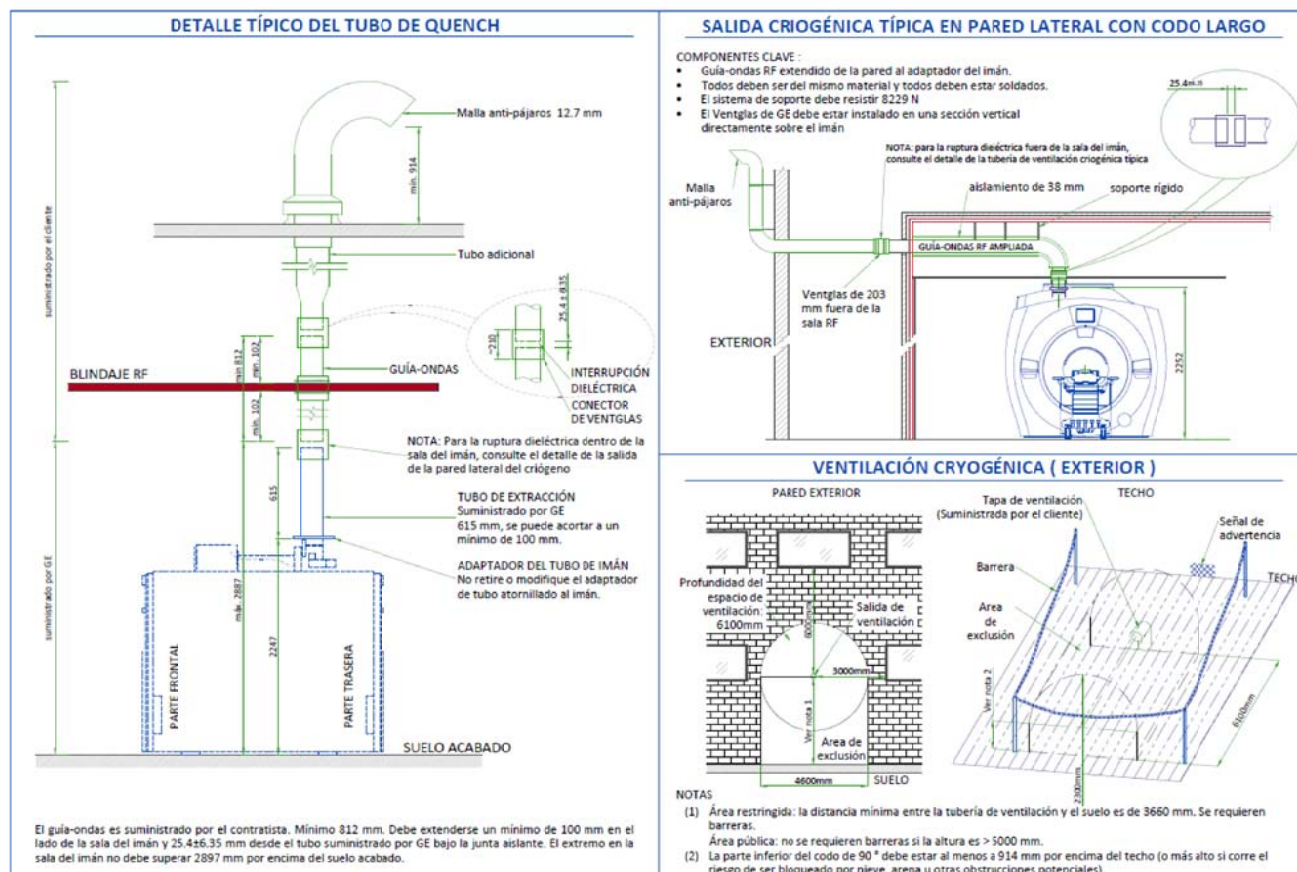 DETALLE TÍPICO DEL TUBO DE QUENCH
Malla anti-pájaros 12.7 mm
min. 914
suministrado por el cliente
Tubo adicional
25.4 ± 6.35
~210
min 812
min. 102
GUÍA-ONDAS
INTERRUPCIÓN
DIELÉCTRICA
CONECTOR
DE VENTGLAS
BLINDAJE RF
min. 102
NOTA: Para la ruptura dieléctrica dentro de la
sala del imán, consulte el detalle de la salida
de la pared lateral del criógeno
615
TUBO DE EXTRACCIÓN
Suministrado por GE
615 mm, se puede acortar a un
mínimo de 100 mm.
ADAPTADOR DEL TUBO DE IMÁN
No retire o modifique el adaptador
de tubo atornillado al imán.
suministrado por GE
máx. 2887
2247
PARTE FRONTAL
PARTE TRASERA
SUELO ACABADO
El guía-ondas es suministrado por el contratista. Mínimo 812 mm. Debe extenderse un mínimo de 100 mm en el
lado de la sala del imán y 25.4±6.35 mm desde el tubo suministrado por GE bajo la junta aislante. El extremo en la
sala del imán no debe superar 2897 mm por encima del suelo acabado.
SALIDA CRIOGÉNICA TÍPICA EN PARED LATERAL CON CODO LARGO
COMPONENTES CLAVE :
• Guía-ondas RF extendido de la pared al adaptador del imán.
• Todos deben ser del mismo material y todos deben estar soldados.
• El sistema de soporte debe resistir 8229 N
• El Ventglas de GE debe estar instalado en una sección vertical
directamente sobre el imán
25.4
NOTA: para la ruptura dieéctrica fuera de la sala del imán,
consulte el detalle de la tubería de ventilación criogénica típica
Malla
anti-pájaros
aislamiento de 38 mm
soporte rígido
GUÍA-ONDAS RF AMPLIADA
Ventglas de 203
mm fuera de la
sala RF
EXTERIOR
2252
VENTILACIÓN CRYOGÉNICA ( EXTERIOR )
PARED EXTERIOR
Profundidad del
espacio de
ventilación:
6100mm
6000mm
Salida de
ventilación
3000mm
Ver nota 1
Area de
exclusión
4600mm
SUELO
TECHO
Tapa de ventilación
(Suministrada por el cliente)
Señal de
advertencia
Barrera
TECHO
Area
de
exclusión
Ver nota 2
6100mm
2300mm
NOTAS
(1) Área restringida: la distancia mínima entre la tubería de ventilación y el suelo es de 3660 mm. Se requieren
barreras.
Área pública: no se requieren barreras si la altura es > 5000 mm.
(2) La parte inferior del codo de 90 ° debe estar al menos a 914 mm por encima del techo (o más alto si corre el
riesgo de ser bloqueado por nieve, arena u otras obstrucciones potenciales)